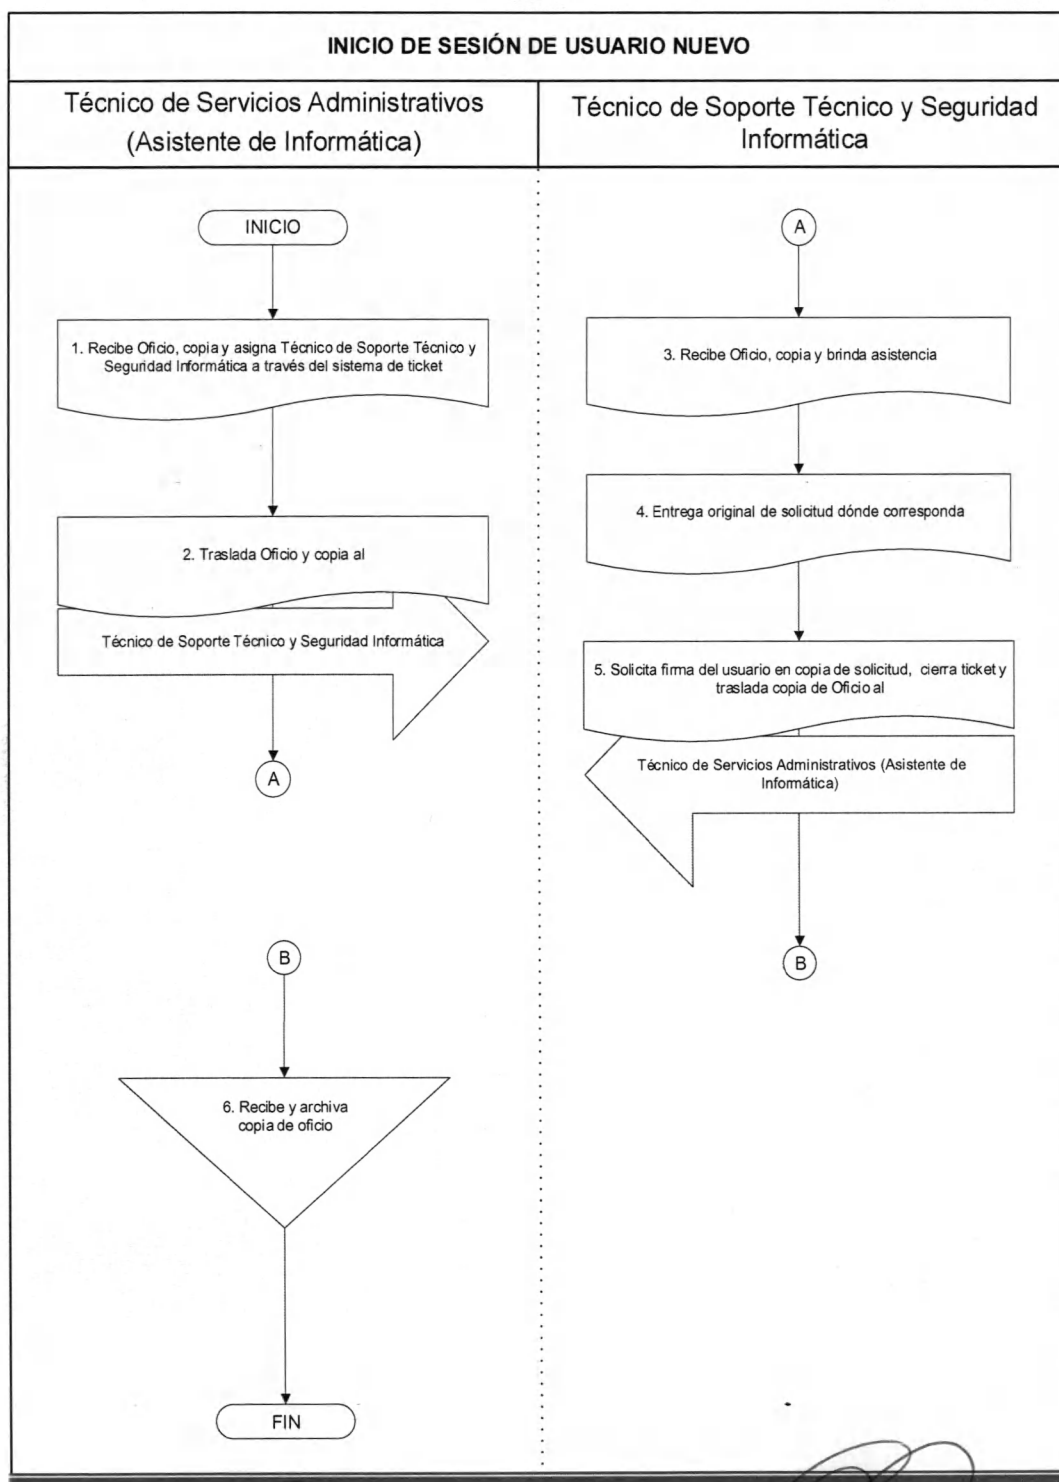 INICIO DE SESIÓN DE USUARIO NUEVO
Técnico de Servicios Administrativos
(Asistente de Informática)
Técnico de Soporte Técnico y Seguridad
Informática
INICIO
1. Recibe Oficio, copia y asigna Técnico de Soporte Técnico y
Seguridad Informática a través del sistema de ticket
2. Traslada Oficio y copia al
Técnico de Soporte Técnico y Seguridad Informática
A
A
3. Recibe Oficio, copia y brinda asistencia
4. Entrega original de solicitud dónde corresponda
5. Solicita firma del usuario en copia de solicitud, cierra ticket y
traslada copia de Oficio al
Técnico de Servicios Administrativos (Asistente de
Informática)
B
B
6. Recibe y archiva
copia de oficio
FIN